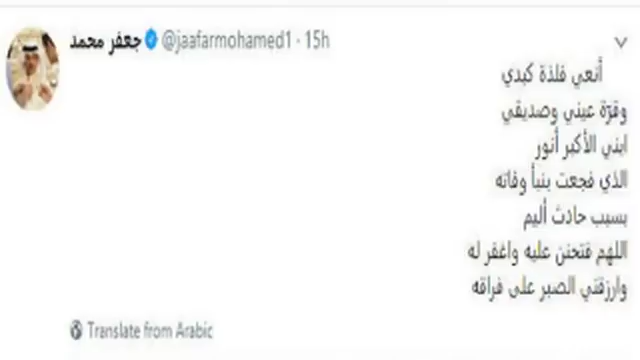 جعفر محمد @jaafarmohamed1 · 15h
أنعي فلذة كبدي
وقرّة عيني وصديقي
ابني الأكبر أنور
الذي فجعت بنبأ وفاته
بسبب حادث أليم
اللهم فتحنن عليه واغفر له
وارزقني الصبر على فراقه
Translate from Arabic